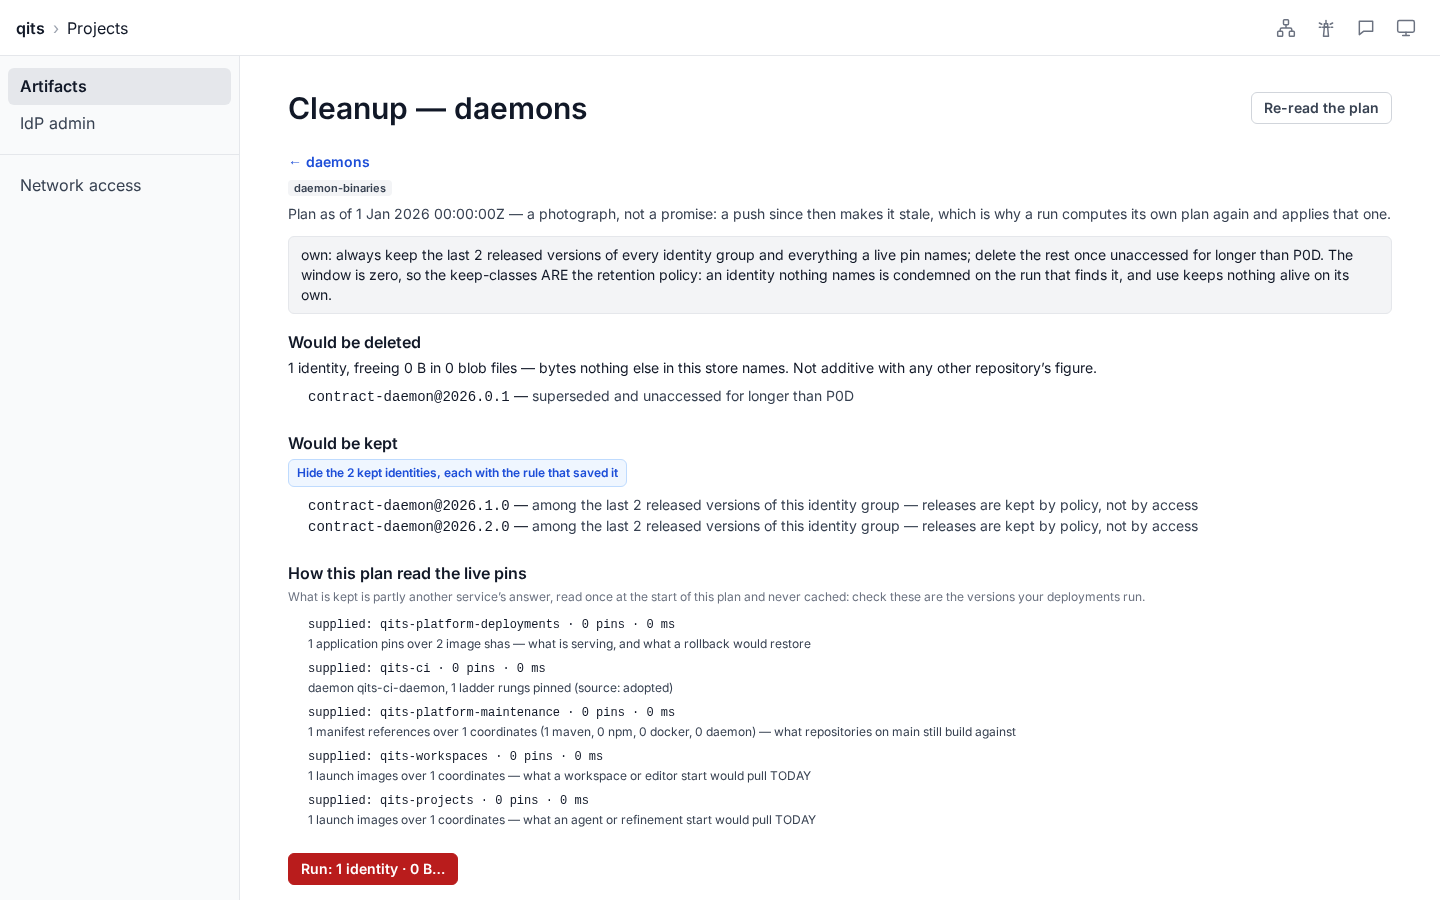 qits › Projects
Artifacts
IdP admin
Network access
Cleanup — daemons
Re-read the plan
← daemons
daemon-binaries
Plan as of 1 Jan 2026 00:00:00Z — a photograph, not a promise: a push since then makes it stale, which is why a run computes its own plan again and applies that one.
own: always keep the last 2 released versions of every identity group and everything a live pin names; delete the rest once unaccessed for longer than P0D. The
window is zero, so the keep-classes ARE the retention policy: an identity nothing names is condemned on the run that finds it, and use keeps nothing alive on its
own.
Would be deleted
1 identity, freeing 0 B in 0 blob files — bytes nothing else in this store names. Not additive with any other repository’s figure.
contract-daemon@2026.0.1 — superseded and unaccessed for longer than P0D
Would be kept
Hide the 2 kept identities, each with the rule that saved it
contract-daemon@2026.1.0 — among the last 2 released versions of this identity group — releases are kept by policy, not by access
contract-daemon@2026.2.0 — among the last 2 released versions of this identity group — releases are kept by policy, not by access
How this plan read the live pins
What is kept is partly another service’s answer, read once at the start of this plan and never cached: check these are the versions your deployments run.
supplied: qits-platform-deployments · 0 pins · 0 ms
1 application pins over 2 image shas — what is serving, and what a rollback would restore
supplied: qits-ci · 0 pins · 0 ms
daemon qits-ci-daemon, 1 ladder rungs pinned (source: adopted)
supplied: qits-platform-maintenance · 0 pins · 0 ms
1 manifest references over 1 coordinates (1 maven, 0 npm, 0 docker, 0 daemon) — what repositories on main still build against
supplied: qits-workspaces · 0 pins · 0 ms
1 launch images over 1 coordinates — what a workspace or editor start would pull TODAY
supplied: qits-projects · 0 pins · 0 ms
1 launch images over 1 coordinates — what an agent or refinement start would pull TODAY
Run: 1 identity · 0 B…